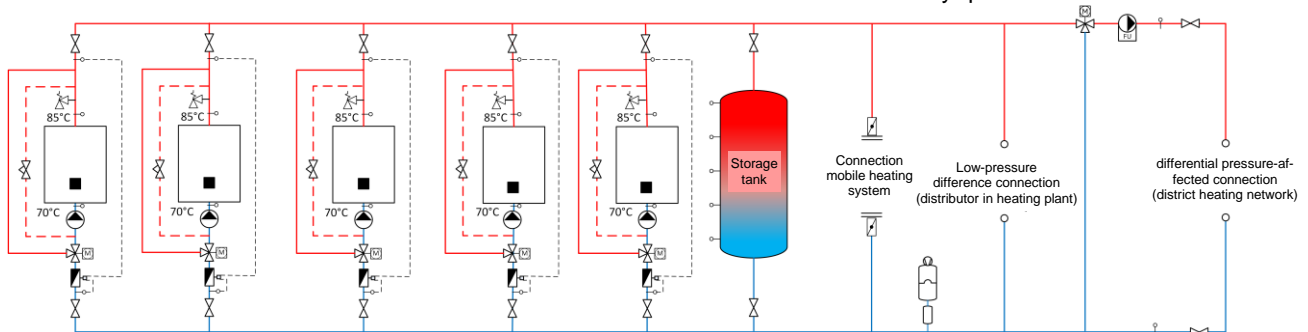 M
FU
85°C
85°C
85°C
85°C
85°C
Storage
tank
Connection
mobile heating
system
Low-pressure
difference connection
(distributor in heating plant)
differential pressure-af-
fected connection
(district heating network)
70°C
70°C
70°C
70°C
70°C
M
M
M
M
M